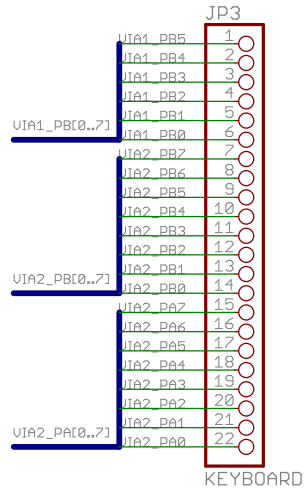 JP3
VIA1_PB5 1
VIA1_PB4 2
VIA1_PB3 3
VIA1_PB2 4
VIA1_PB1 5
VIA1_PB[0..7]
VIA1_PB0 6
VIA2_PB7 7
VIA2_PB6 8
VIA2_PB5 9
VIA2_PB4 10
VIA2_PB3 11
VIA2_PB2 12
VIA2_PB1 13
VIA2_PB[0..7]
VIA2_PB0 14
VIA2_PA7 15
VIA2_PA6 16
VIA2_PA5 17
VIA2_PA4 18
VIA2_PA3 19
VIA2_PA2 20
VIA2_PA1 21
VIA2_PA[0..7]
VIA2_PA0 22
KEYBOARD